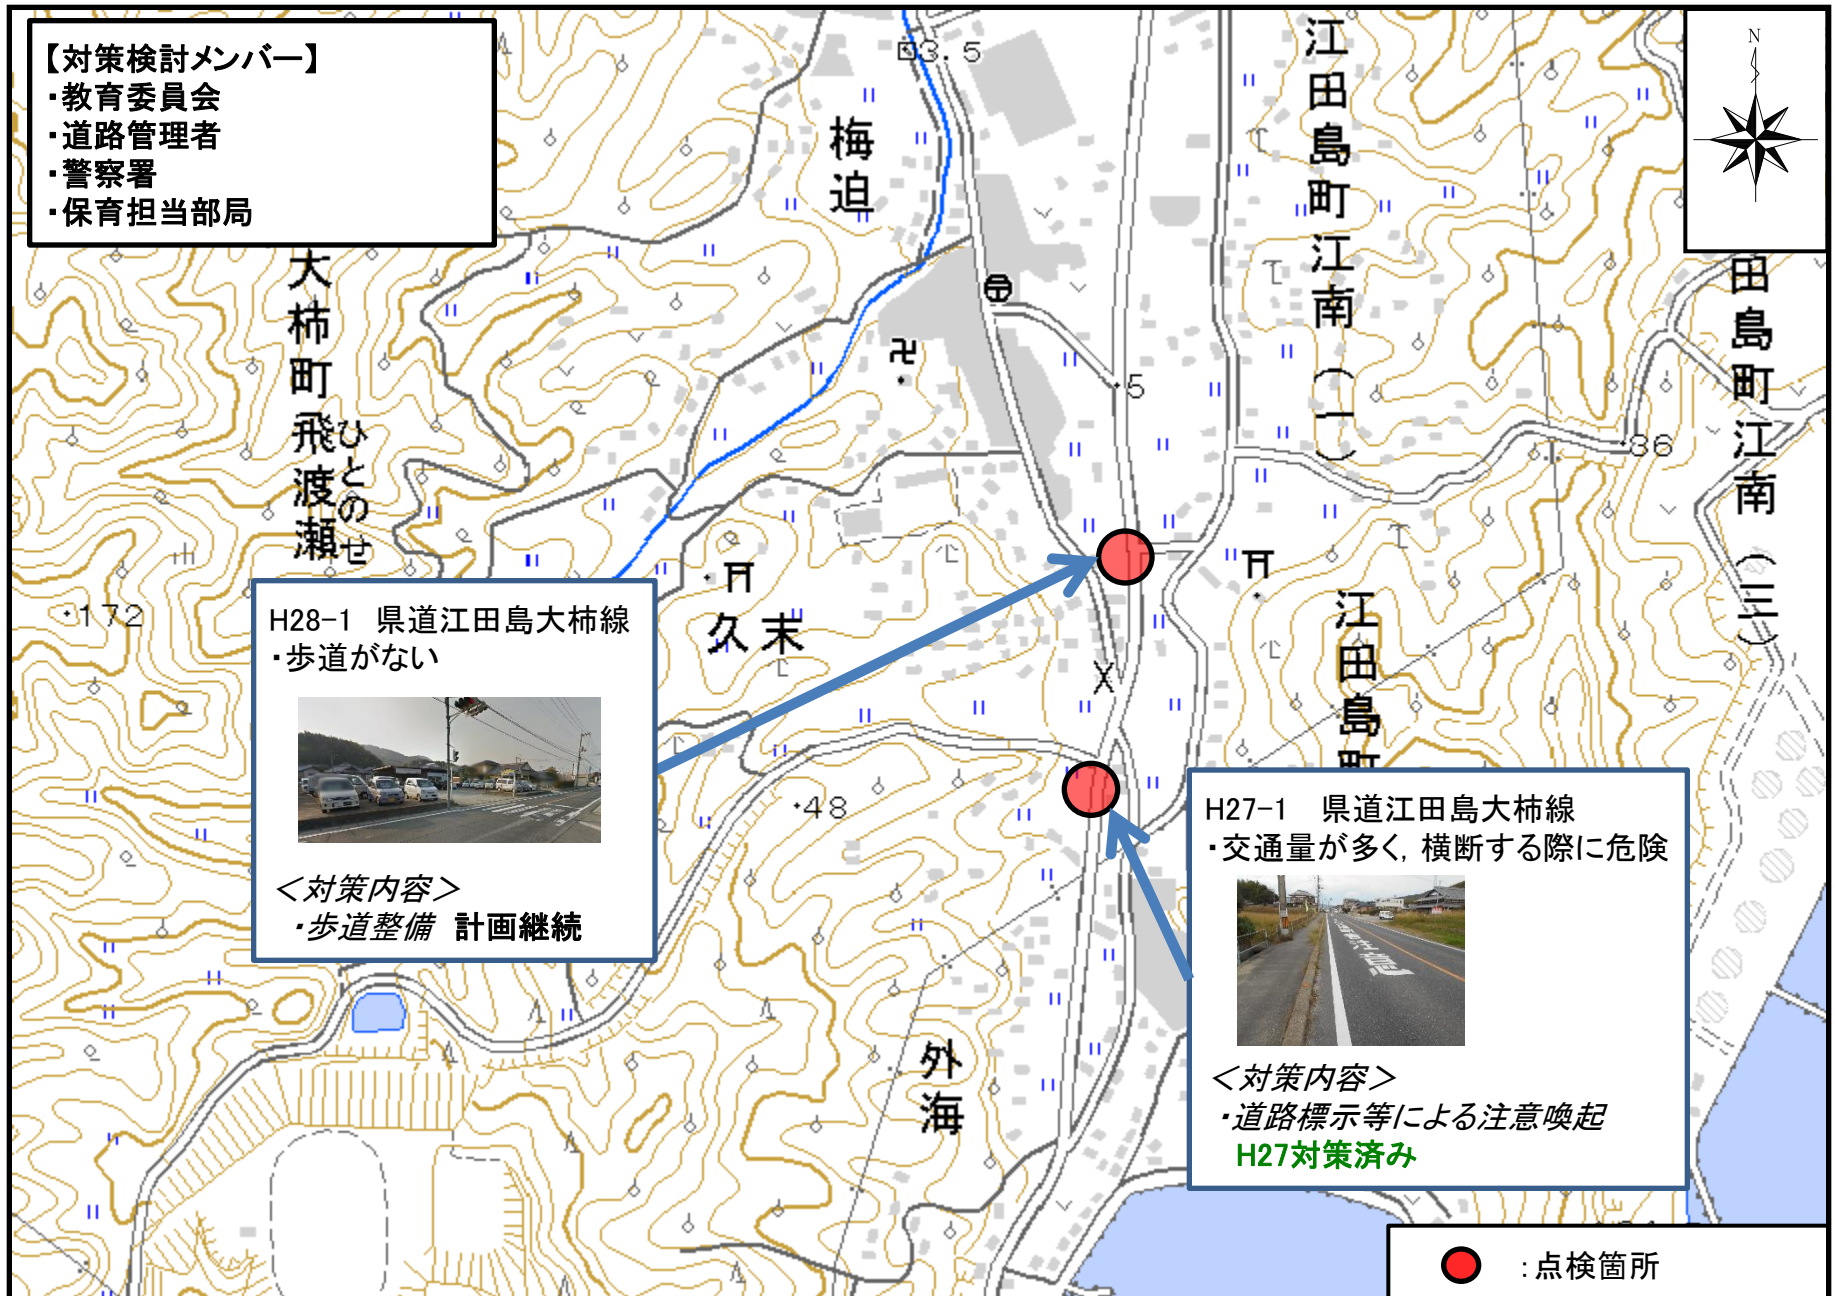 【対策検討メンバー】
・教育委員会
・道路管理者
・警察署
・保育担当部局
N
3.5
梅迫
江田島町江南(一)
田島町江南(三)
大柿町飛渡瀬
ひとのせ
5
36
172
久末
江田島町
48
外海
H28-1 県道江田島大柿線
・歩道がない
＜対策内容＞
・歩道整備 計画継続
H27-1 県道江田島大柿線
・交通量が多く, 横断する際に危険
＜対策内容＞
・道路標示等による注意喚起
H27対策済み
:点検箇所